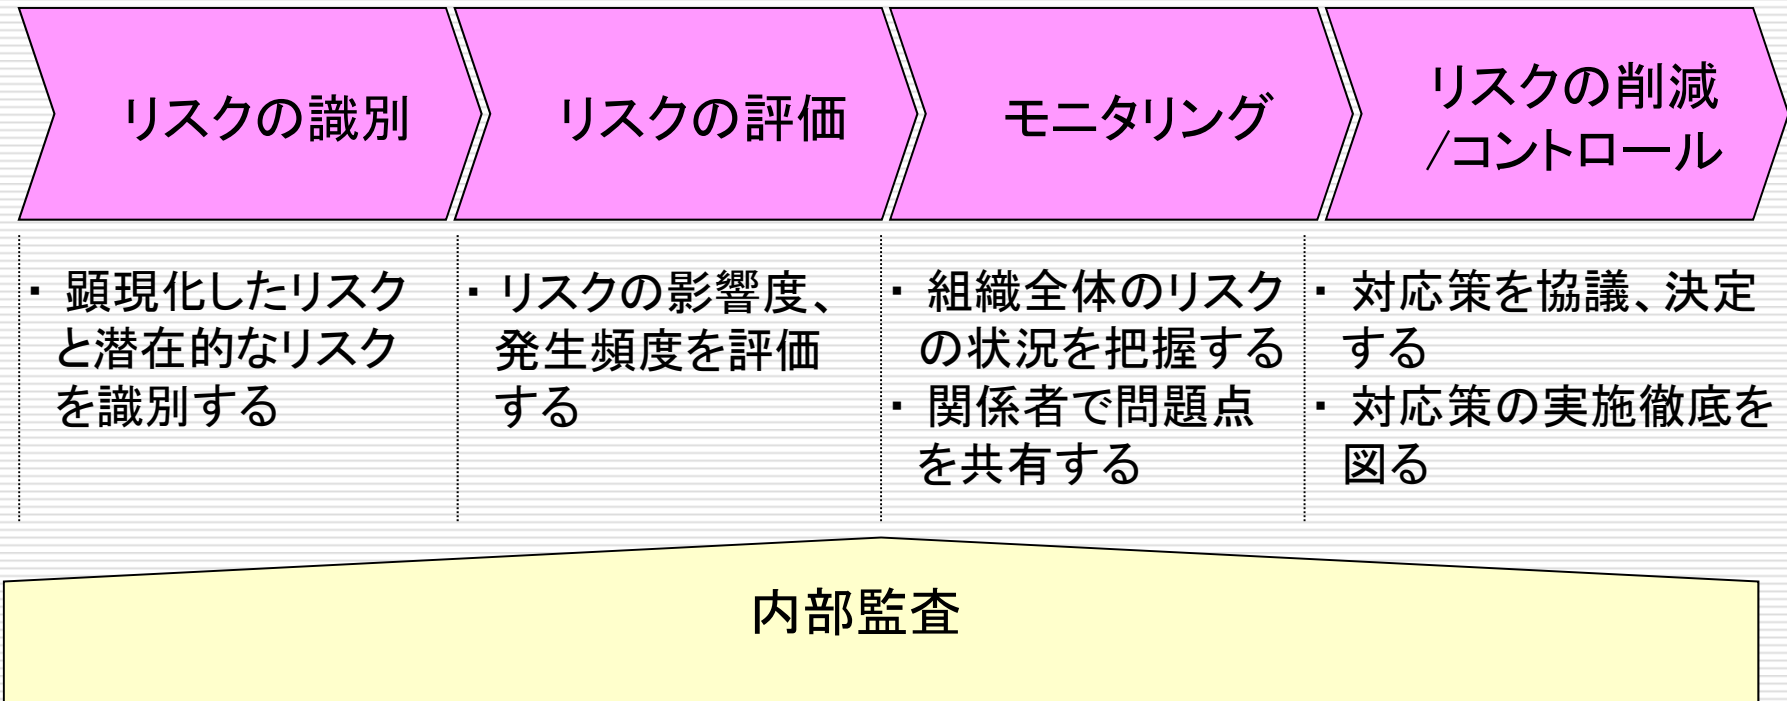 リスクの識別
リスクの評価
モニタリング
リスクの削減
/コントロール
・ 顕現化したリスク
と潜在的なリスク
を識別する
・ リスクの影響度、
発生頻度を評価
する
・ 組織全体のリスク
の状況を把握する
・ 関係者で問題点
を共有する
・ 対応策を協議、決定
する
・ 対応策の実施徹底を
図る
内部監査